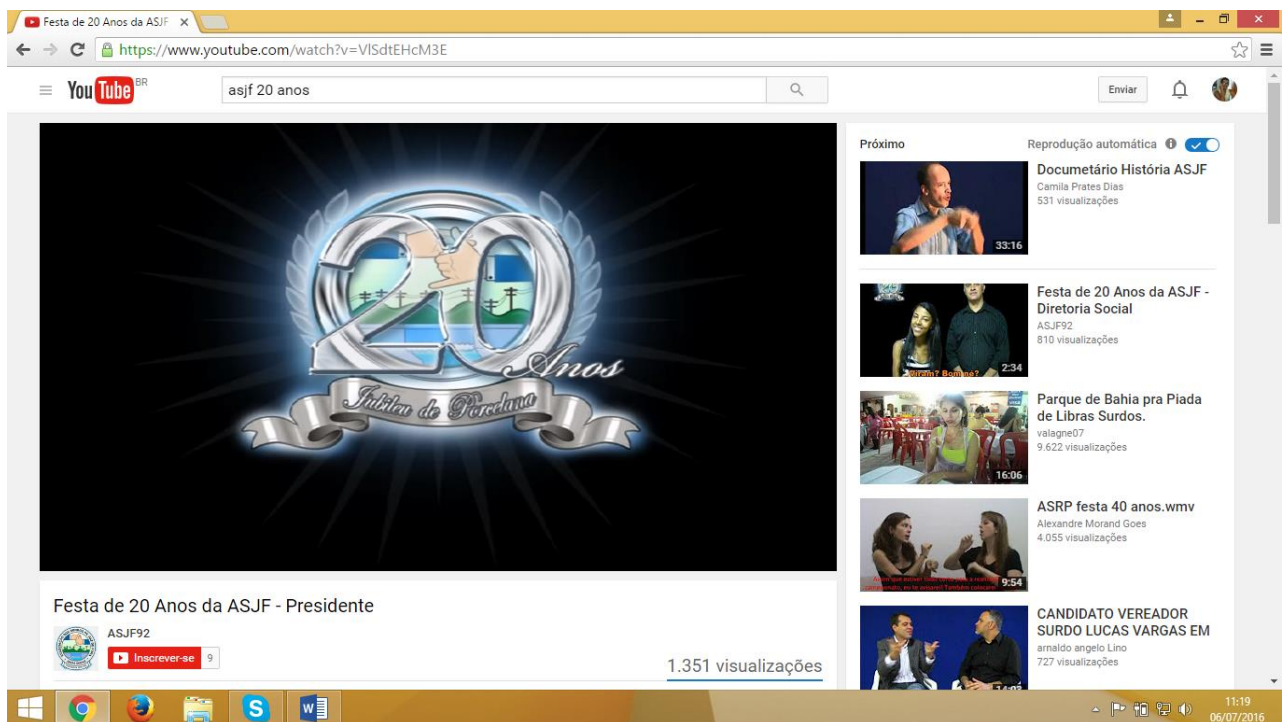 Festa de 20 Anos da ASJF
https://www.youtube.com/watch?v=VlSdtEHcM3E
YouTube BR
asjf 20 anos
Enviar
20
Anos
Jubileu de Porcelana
Festa de 20 Anos da ASJF - Presidente
ASJF92
Inscrever-se 9
1.351 visualizações
Próximo
Reprodução automática
33:16
Documetário História ASJF
Camila Prates Dias
531 visualizações
Viram? Bom né?
2:34
Festa de 20 Anos da ASJF -
Diretoria Social
ASJF92
810 visualizações
16:06
Parque de Bahia pra Piada
de Libras Surdos.
valagne07
9.622 visualizações
9:54
ASRP festa 40 anos.wmv
Alexandre Morand Goes
4.055 visualizações
14:03
CANDIDATO VEREADOR
SURDO LUCAS VARGAS EM
arnaldo angelo Lino
727 visualizações
11:19
06/07/2016